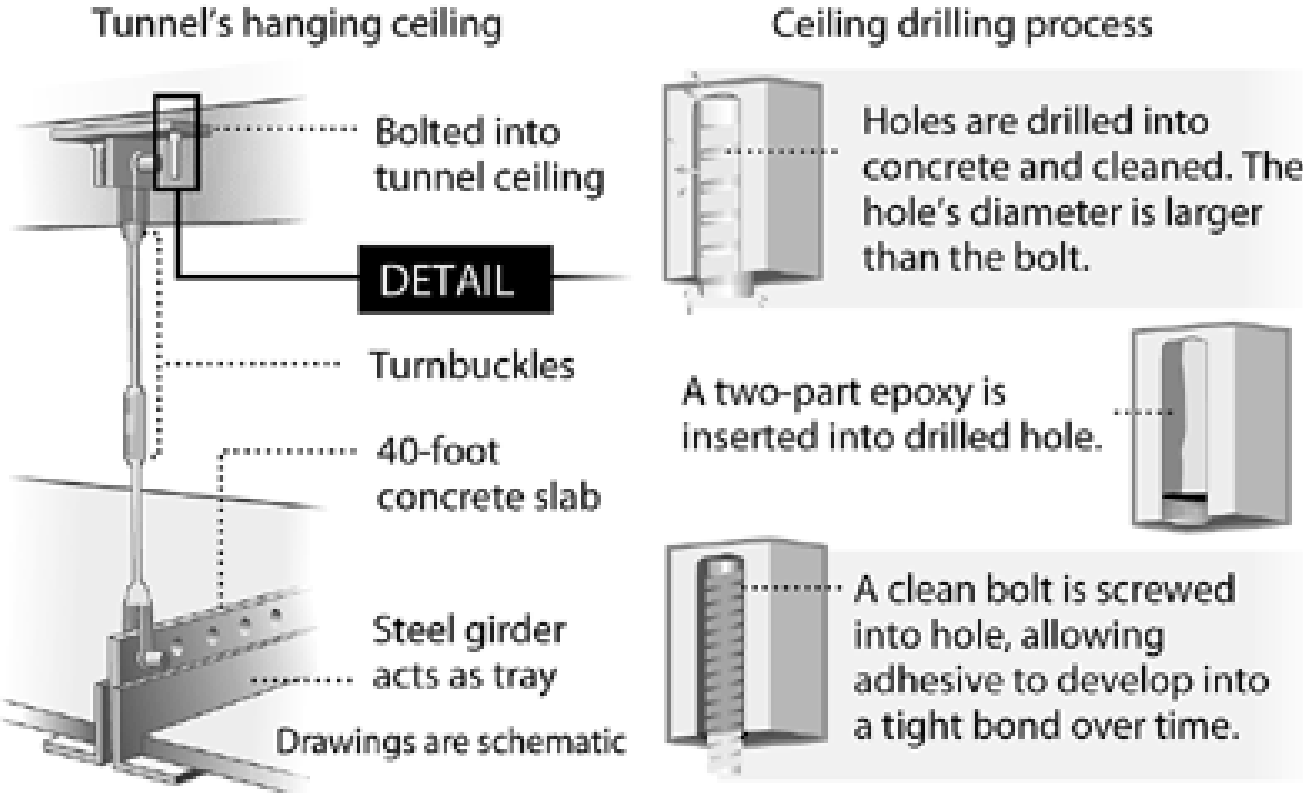 Tunnel's hanging ceiling
Bolted into
tunnel ceiling
DETAIL
Turnbuckles
40-foot
concrete slab
Steel girder
acts as tray
Drawings are schematic
Ceiling drilling process
Holes are drilled into
concrete and cleaned. The
hole's diameter is larger
than the bolt.
A two-part epoxy is
inserted into drilled hole.
A clean bolt is screwed
into hole, allowing
adhesive to develop into
a tight bond over time.